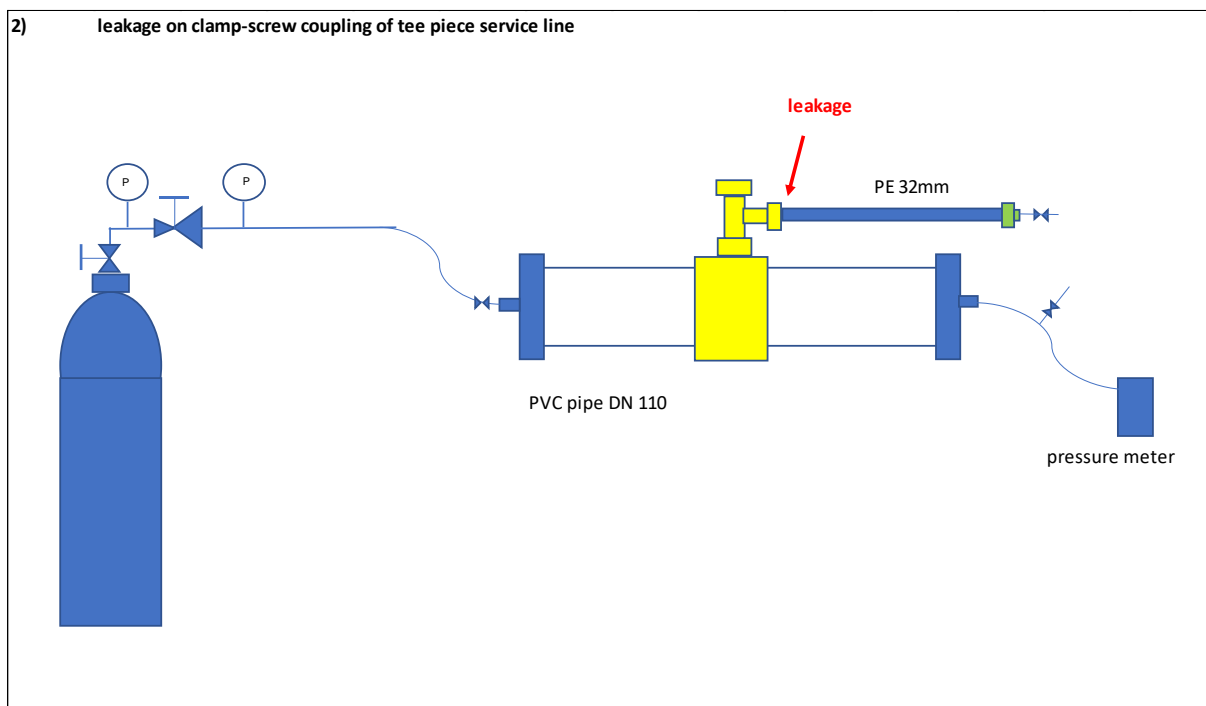 2) leakage on clamp-screw coupling of tee piece service line
leakage
P
P
PE 32mm
PVC pipe DN 110
pressure meter